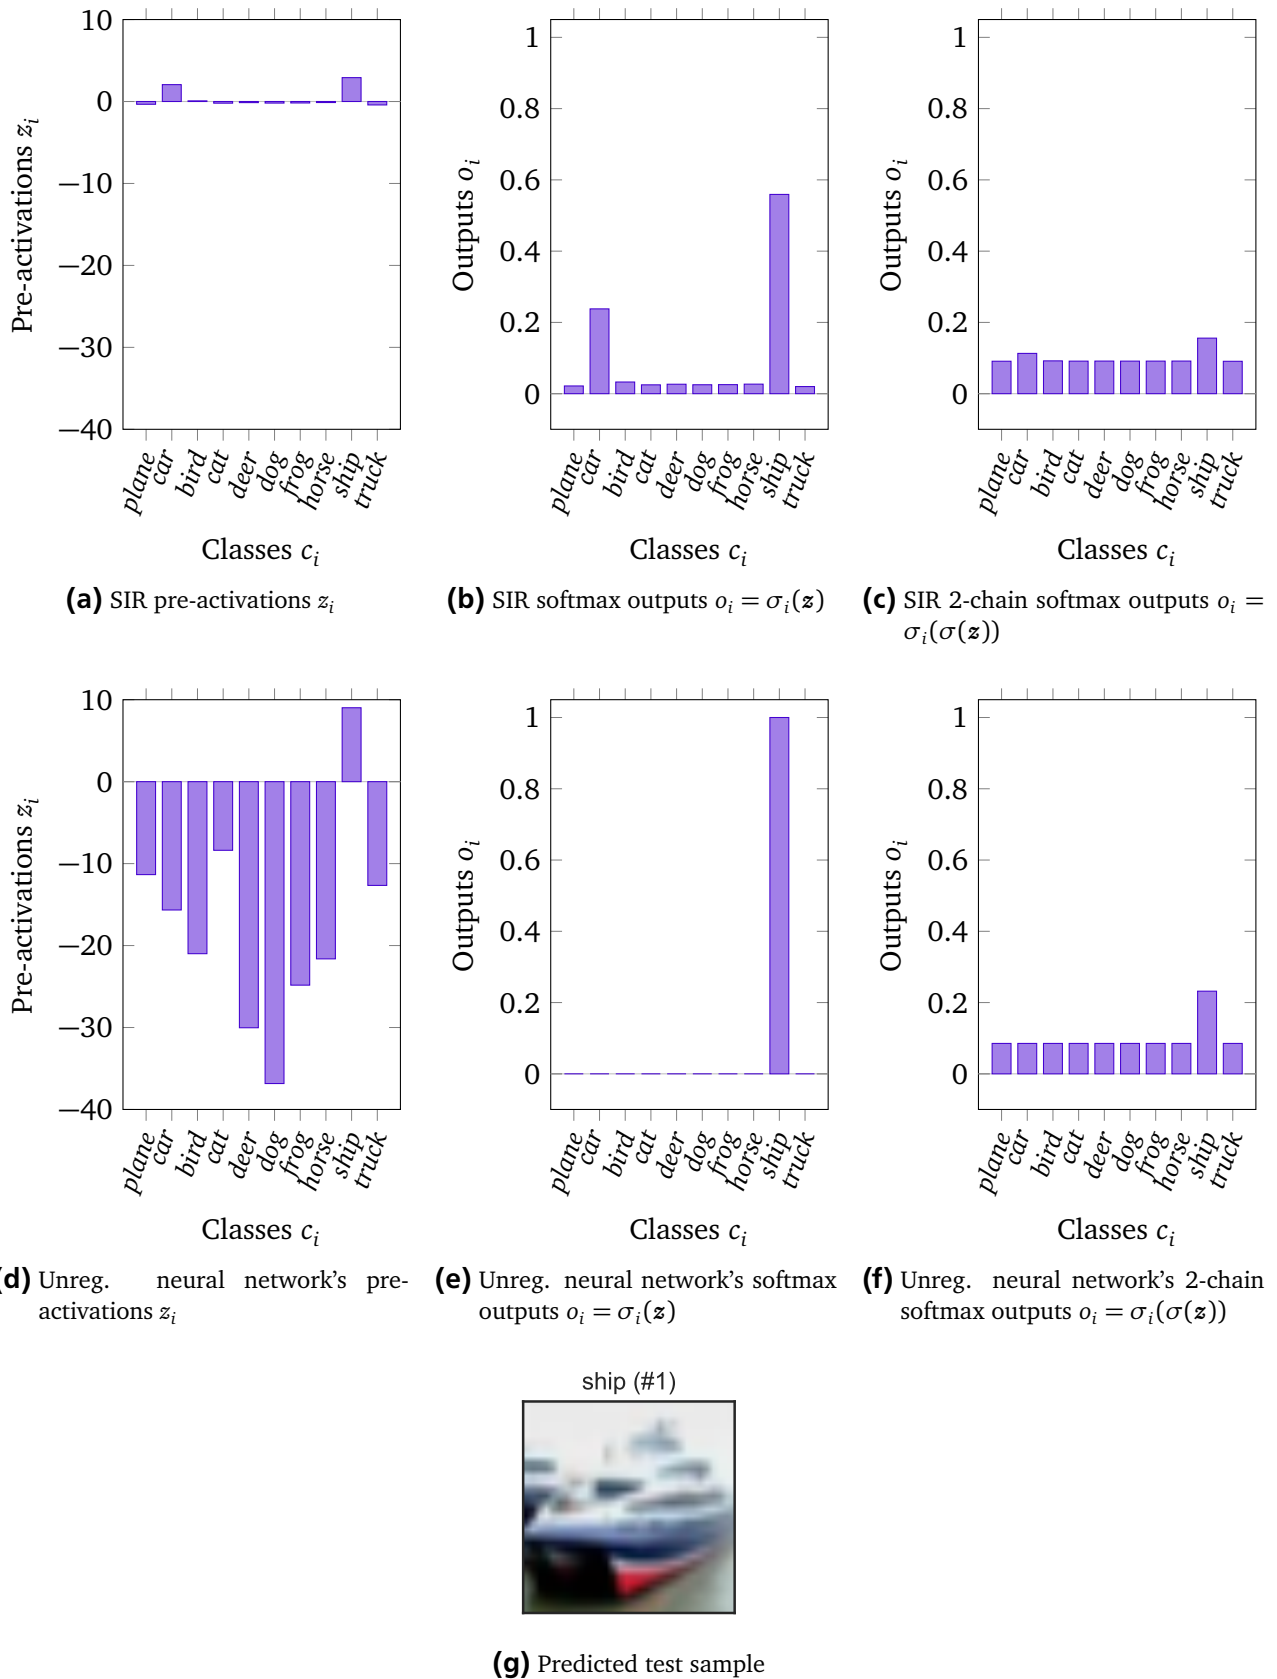 10
0
−10
−20
−30
−40
Pre-activations z_i
plane car bird cat deer dog frog horse ship truck
Classes c_i
(a) SIR pre-activations z_i
1
0.8
0.6
0.4
0.2
0
Outputs o_i
plane car bird cat deer dog frog horse ship truck
Classes c_i
(b) SIR softmax outputs o_i = σ_i(z)
1
0.8
0.6
0.4
0.2
0
Outputs o_i
plane car bird cat deer dog frog horse ship truck
Classes c_i
(c) SIR 2-chain softmax outputs o_i =
σ_i(σ(z))
10
0
−10
−20
−30
−40
Pre-activations z_i
plane car bird cat deer dog frog horse ship truck
Classes c_i
(d) Unreg. neural network's pre-
activations z_i
1
0.8
0.6
0.4
0.2
0
Outputs o_i
plane car bird cat deer dog frog horse ship truck
Classes c_i
(e) Unreg. neural network's softmax
outputs o_i = σ_i(z)
1
0.8
0.6
0.4
0.2
0
Outputs o_i
plane car bird cat deer dog frog horse ship truck
Classes c_i
(f) Unreg. neural network's 2-chain
softmax outputs o_i = σ_i(σ(z))
ship (#1)
(g) Predicted test sample